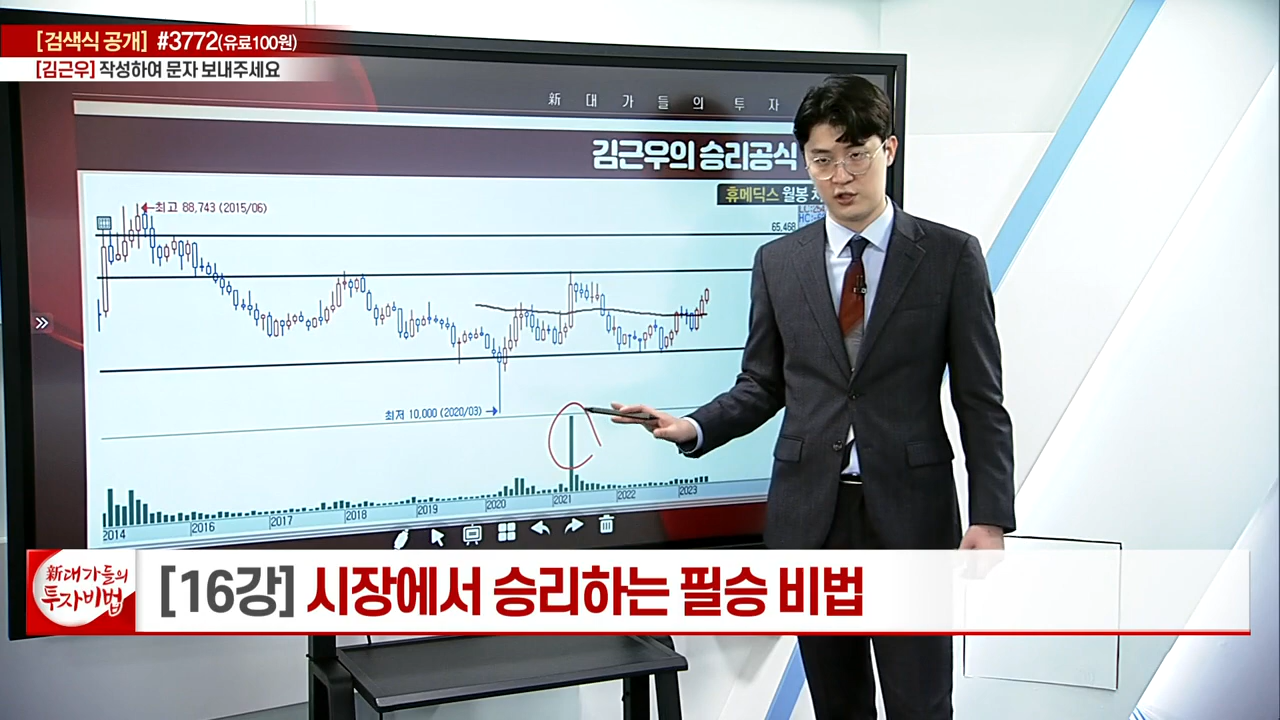 [검색식 공개] #3772(유료100원)
[김근우] 작성하여 문자 보내주세요
新 대 가 들 의 투 자
김근우의 승리공식
휴메딕스 월봉 차
최고 88,743 (2015/06)
65,468
최저 10,000 (2020/03)
2014 2016 2017 2018 2019 2020 2021 2022 2023
新대가들의
투자비법
[16강] 시장에서 승리하는 필승 비법